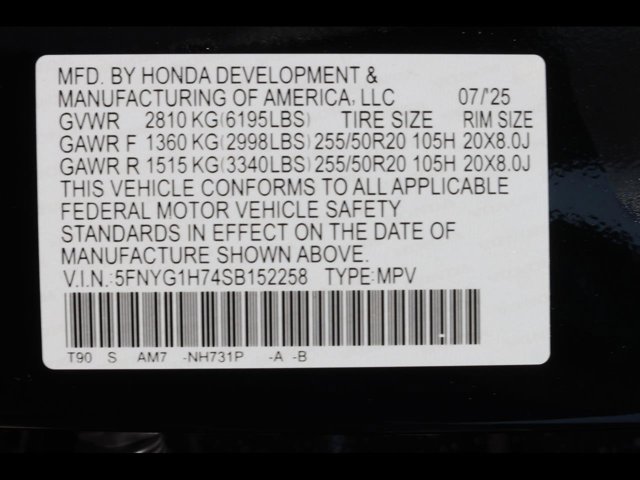 MFD. BY HONDA DEVELOPMENT &
MANUFACTURING OF AMERICA, LLC 07/'25
GVWR 2810 KG(6195LBS) TIRE SIZE RIM SIZE
GAWR F 1360 KG(2998LBS) 255/50R20 105H 20X8.0J
GAWR R 1515 KG(3340LBS) 255/50R20 105H 20X8.0J
THIS VEHICLE CONFORMS TO ALL APPLICABLE
FEDERAL MOTOR VEHICLE SAFETY
STANDARDS IN EFFECT ON THE DATE OF
MANUFACTURE SHOWN ABOVE.
V.I.N.:5FNYG1H74SB152258 TYPE:MPV
T90 S AM7 -NH731P -A -B